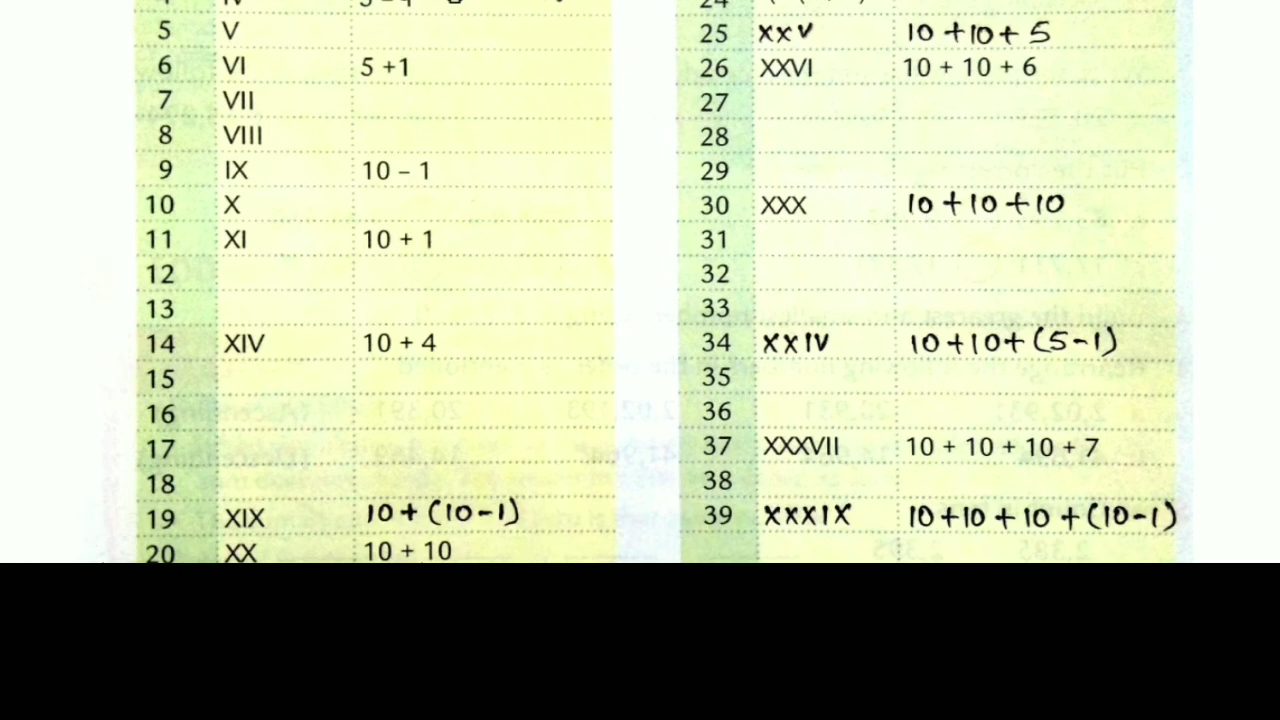 5 V
6 VI 5 +1
7 VII
8 VIII
9 IX 10 – 1
10 X
11 XI 10 + 1
12
13
14 XIV 10 + 4
15
16
17
18
19 XIX 10+ (10-1)
20 XX 10 + 10
24
25 XXV 10 +10+ 5
26 XXVI 10 + 10 + 6
27
28
29
30 XXX 10 +10 +10
31
32
33
34 XXIV 10+10+(5-1)
35
36
37 XXXVII 10 + 10 + 10 + 7
38
39 XXXIX 10+10 +10 +(10-1)